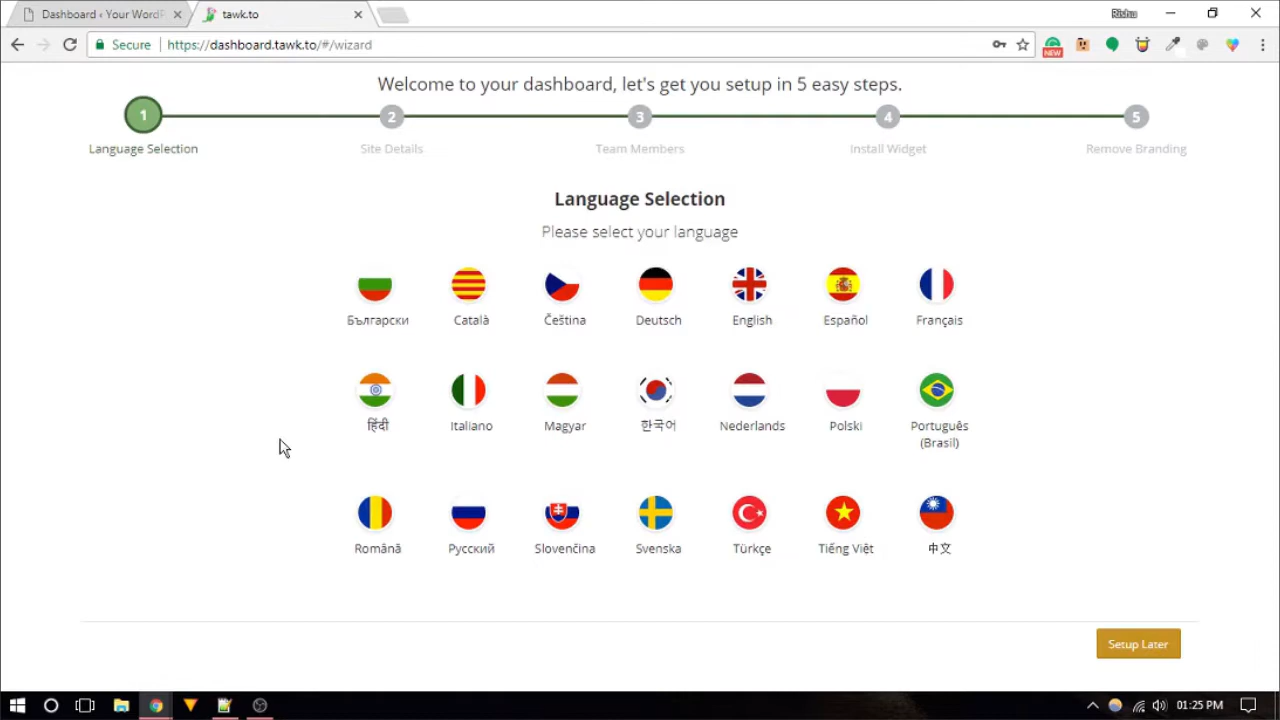 Dashboard ‹ Your WordP
tawk.to
Rishu
Secure
https://dashboard.tawk.to/#/wizard
NEW
Welcome to your dashboard, let's get you setup in 5 easy steps.
1
2
3
4
5
Language Selection
Site Details
Team Members
Install Widget
Remove Branding
Language Selection
Please select your language
Български
Català
Čeština
Deutsch
English
Español
Français
हिंदी
Italiano
Magyar
한국어
Nederlands
Polski
Português
(Brasil)
Română
Русский
Slovenčina
Svenska
Türkçe
Tiếng Việt
中文
Setup Later
01:25 PM